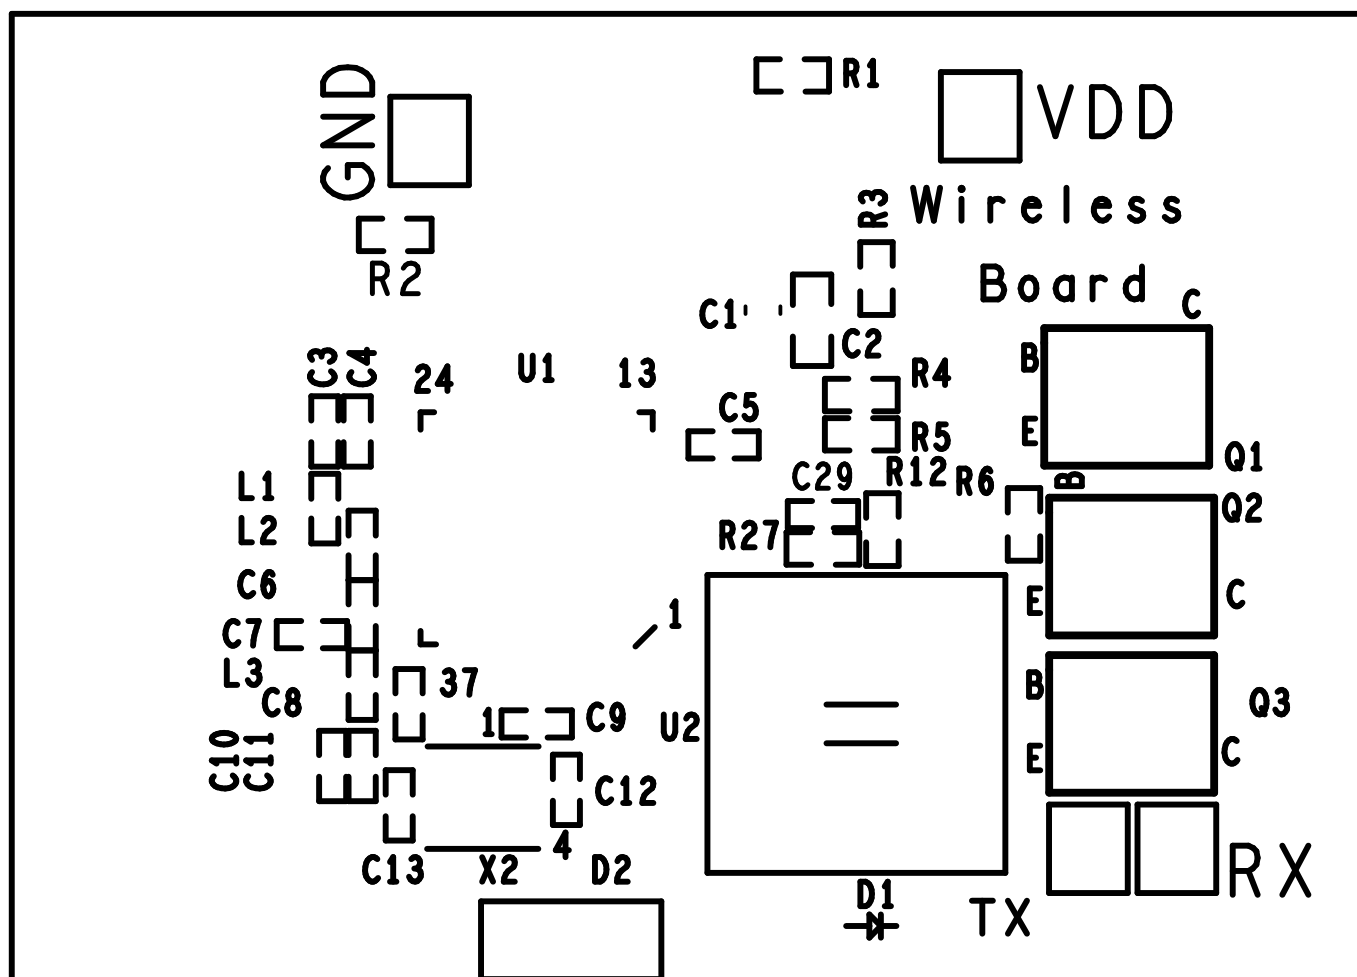 GND
R1
VDD
R3
Wireless
R2
Board
C1
C2
C
B
C3
C4
24
U1
13
R4
C5
E
R5
Q1
L1
C29
R12
R6
B
Q2
L2
R27
C6
E
C
C7
1
L3
37
B
C8
1
C9
U2
Q3
C10
C11
E
C
C12
4
C13
X2
D2
D1
TX
RX